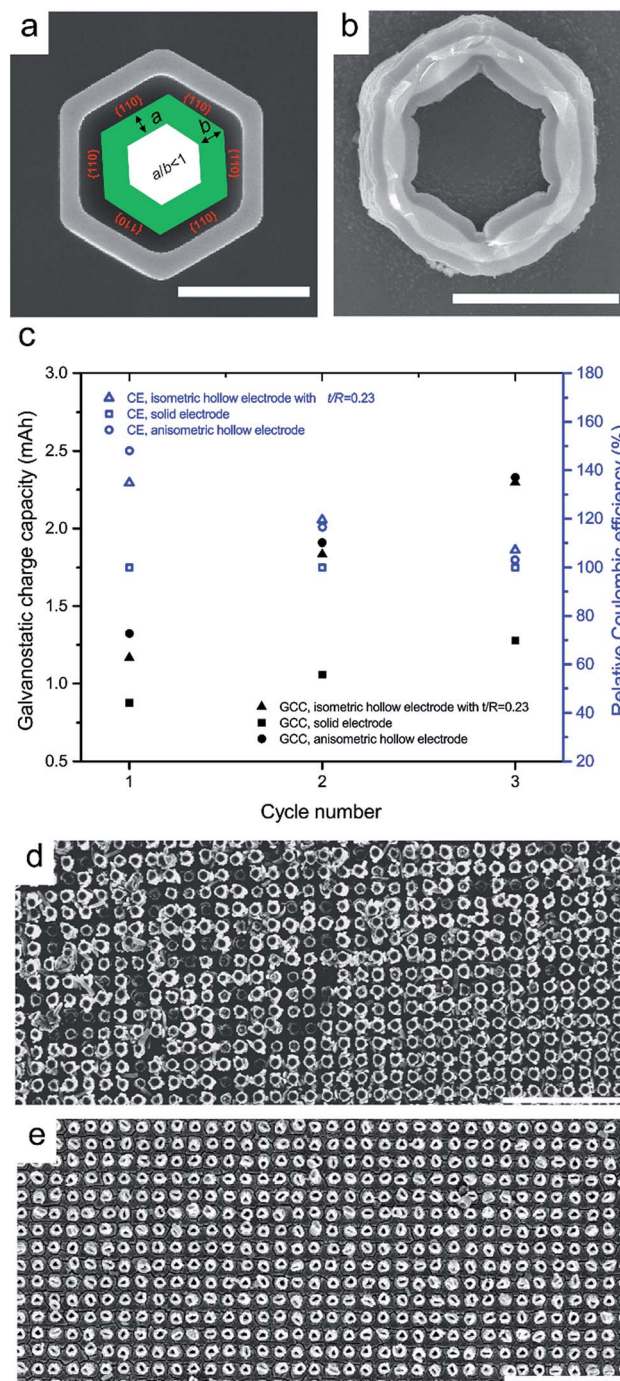 a
b
{110}
{110}
a
b
{110}
a/b<1
{110}
{110}
{110}
c
3.0
2.5
2.0
1.5
1.0
0.5
Galvanostatic charge capacity (mAh)
CE, isometric hollow electrode with t/R=0.23
CE, solid electrode
CE, anisometric hollow electrode
GCC, isometric hollow electrode with t/R=0.23
GCC, solid electrode
GCC, anisometric hollow electrode
180
160
140
120
100
80
60
40
20
Relative Coulombic efficiency (%)
1
2
3
Cycle number
d
e